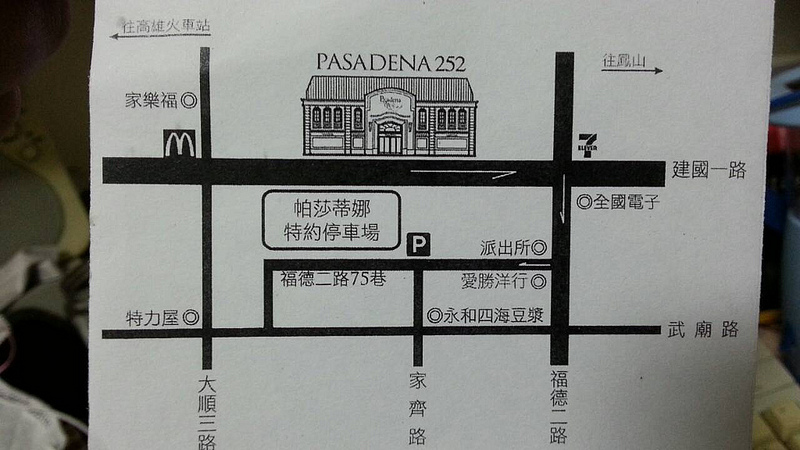 往高雄火車站
PASADENA 252
往鳳山
家樂福
Pasadena
7
ELEVEN
建國一路
全國電子
帕莎蒂娜
特約停車場
P
派出所
福德二路75巷
愛勝洋行
特力屋
永和四海豆漿
武廟路
大順三路
家齊路
福德二路